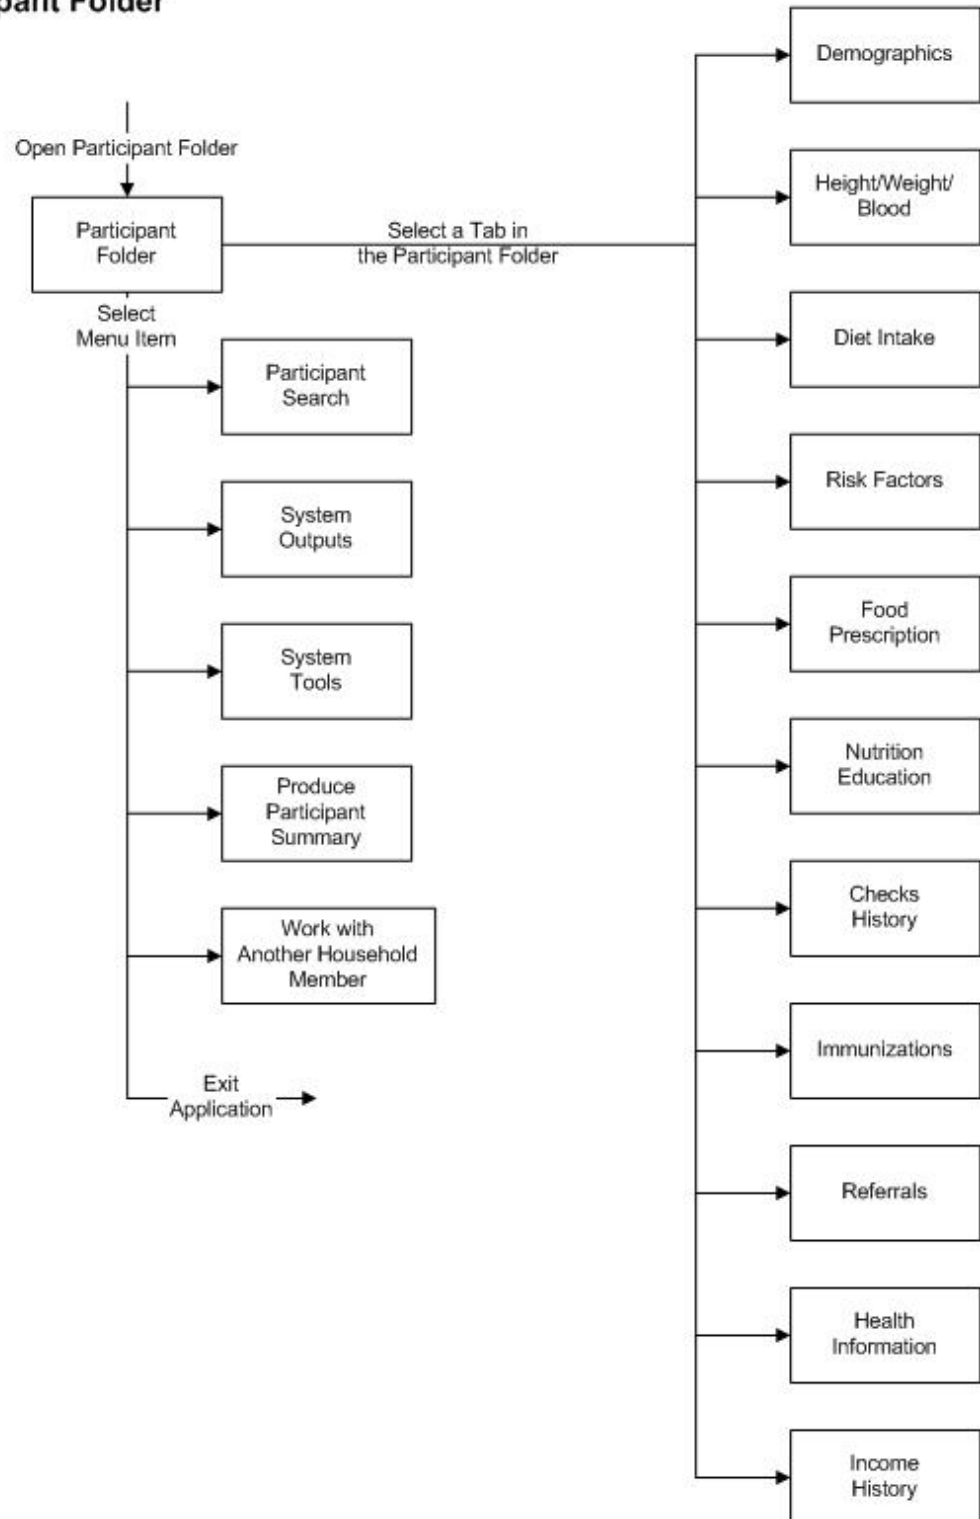 pant Folder
Open Participant Folder
Participant
Folder
Select a Tab in
the Participant Folder
Select
Menu Item
Participant
Search
System
Outputs
System
Tools
Produce
Participant
Summary
Work with
Another Household
Member
Exit
Application
Demographics
Height/Weight/
Blood
Diet Intake
Risk Factors
Food
Prescription
Nutrition
Education
Checks
History
Immunizations
Referrals
Health
Information
Income
History